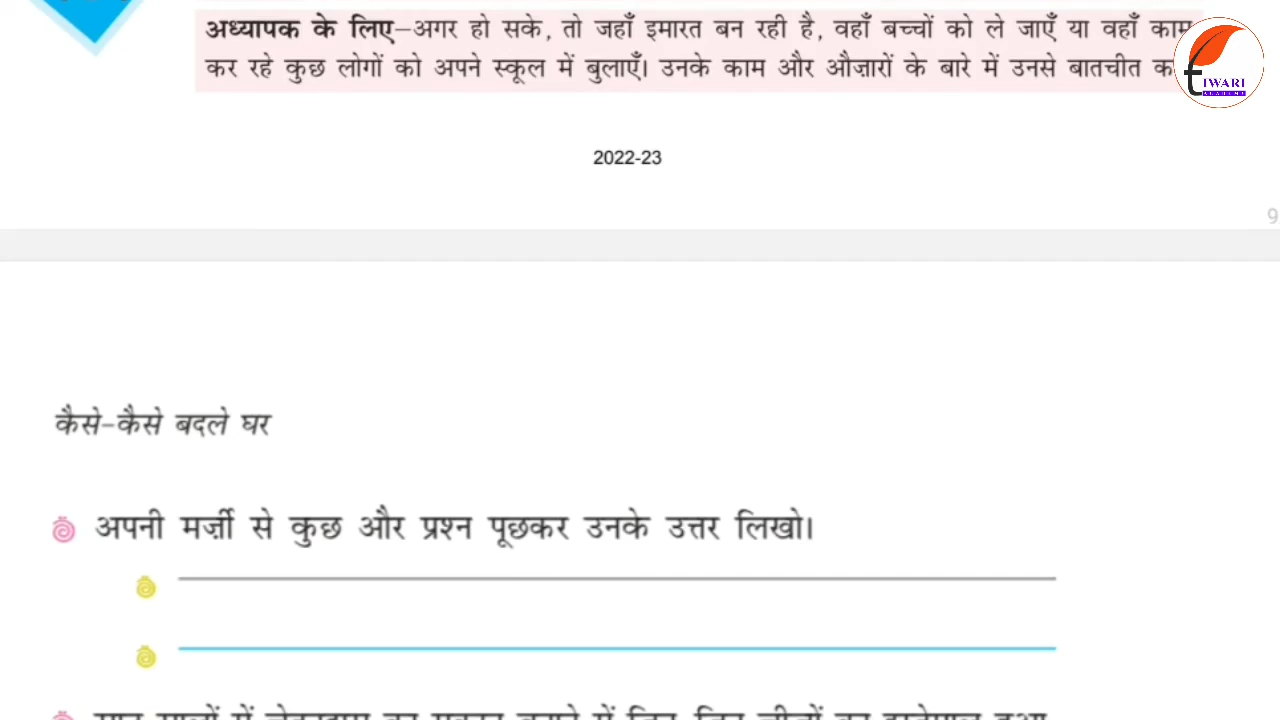 अध्यापक के लिए–अगर हो सके, तो जहाँ इमारत बन रही है, वहाँ बच्चों को ले जाएँ या वहाँ काम
कर रहे कुछ लोगों को अपने स्कूल में बुलाएँ। उनके काम और औज़ारों के बारे में उनसे बातचीत
IWARI
ACADEMY
2022-23
9
कैसे-कैसे बदले घर
अपनी मर्ज़ी से कुछ और प्रश्न पूछकर उनके उत्तर लिखो।